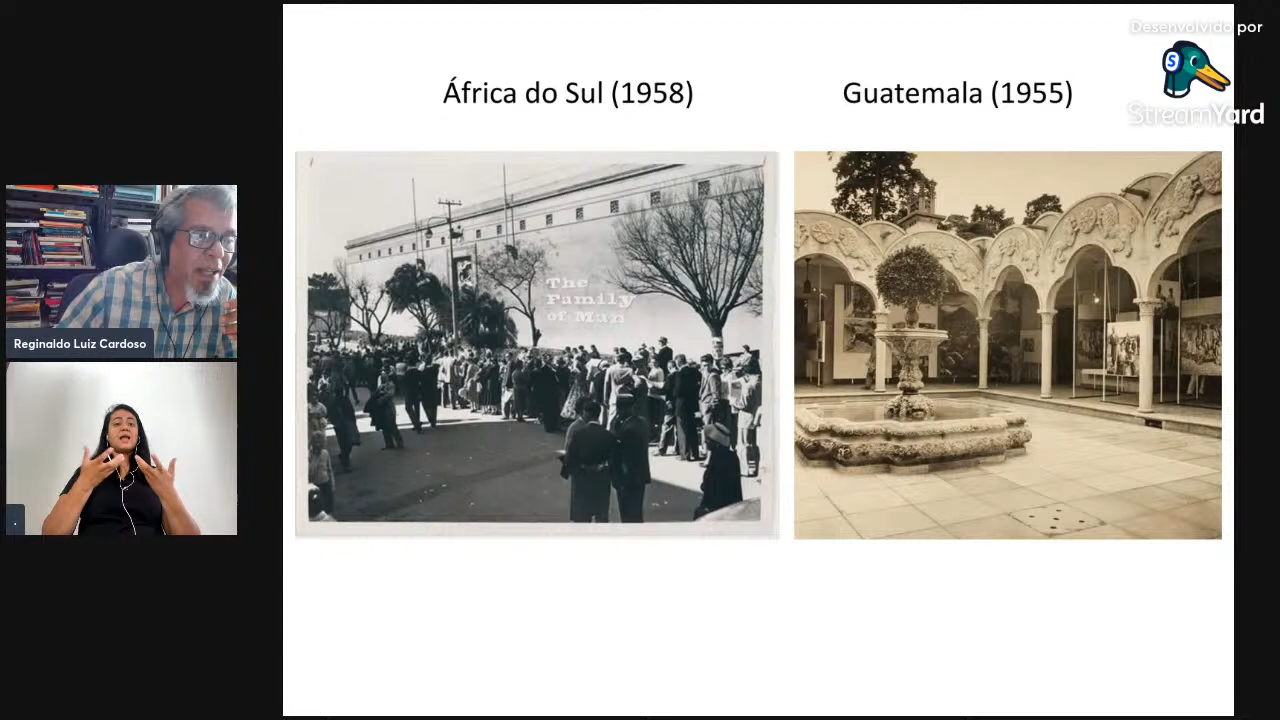 Desenvolvido por
S
StreamYard
África do Sul (1958)
Guatemala (1955)
The
Family
of Man
Reginaldo Luiz Cardoso
.